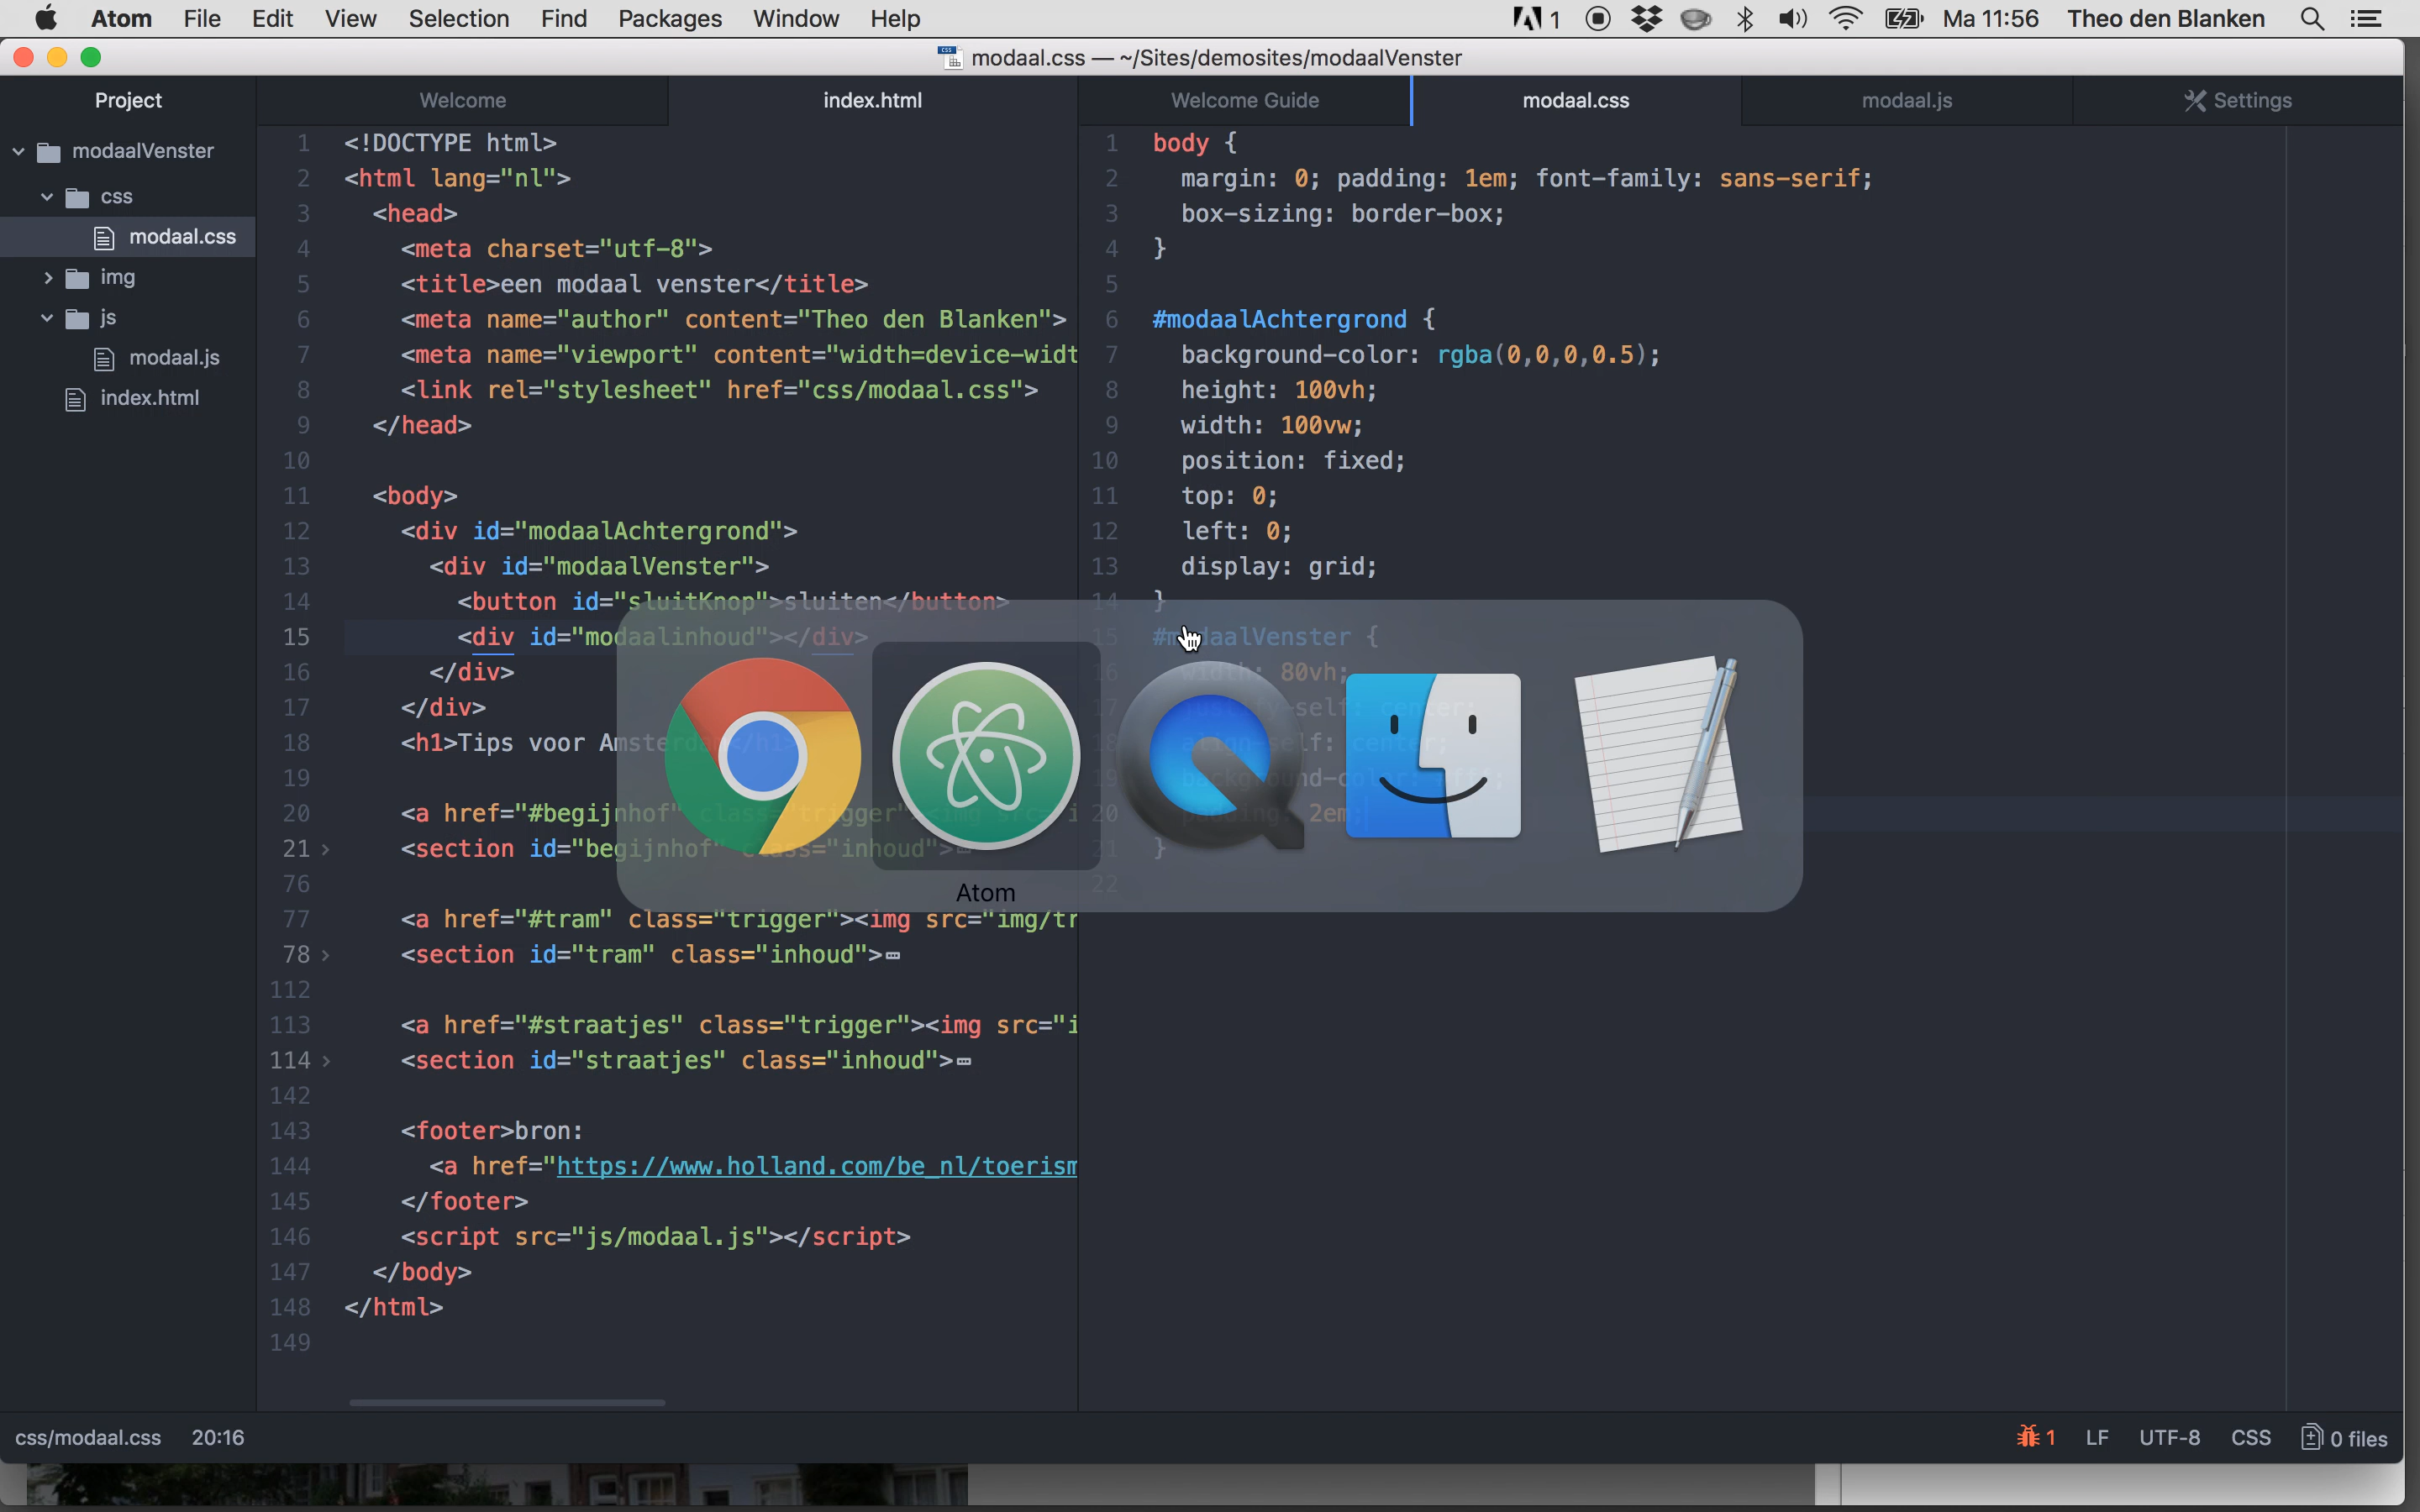 Atom File Edit View Selection Find Packages Window Help 1 Ma 11:56 Theo den Blanken
modaal.css — ~/Sites/demosites/modaalVenster
Project
modaalVenster
css
modaal.css
img
js
modaal.js
index.html
Welcome index.html
1 <!DOCTYPE html>
2 <html lang="nl">
3 <head>
4 <meta charset="utf-8">
5 <title>een modaal venster</title>
6 <meta name="author" content="Theo den Blanken">
7 <meta name="viewport" content="width=device-widt
8 <link rel="stylesheet" href="css/modaal.css">
9 </head>
10
11 <body>
12 <div id="modaalAchtergrond">
13 <div id="modaalVenster">
14 <button id="sluitKnop">sluiten</button>
15 <div id="modaalinhoud"></div>
16 </div>
17 </div>
18 <h1>Tips voor Amsterdam</h1>
19
20 <a href="#begijnhof" class="trigger"><img src="i
21 <section id="begijnhof" class="inhoud">
76
77 <a href="#tram" class="trigger"><img src="img/tr
78 <section id="tram" class="inhoud">
112
113 <a href="#straatjes" class="trigger"><img src="i
114 <section id="straatjes" class="inhoud">
142
143 <footer>bron:
144 <a href="https://www.holland.com/be_nl/toerism
145 </footer>
146 <script src="js/modaal.js"></script>
147 </body>
148 </html>
149
Welcome Guide modaal.css modaal.js Settings
1 body {
2 margin: 0; padding: 1em; font-family: sans-serif;
3 box-sizing: border-box;
4 }
5
6 #modaalAchtergrond {
7 background-color: rgba(0,0,0,0.5);
8 height: 100vh;
9 width: 100vw;
10 position: fixed;
11 top: 0;
12 left: 0;
13 display: grid;
14 }
15 #modaalVenster {
16 width: 80vh;
17 justify-self: center;
18 align-self: center;
19 background-color:
20 padding: 2em;
21 }
22
Atom
css/modaal.css 20:16
1 LF UTF-8 CSS 0 files